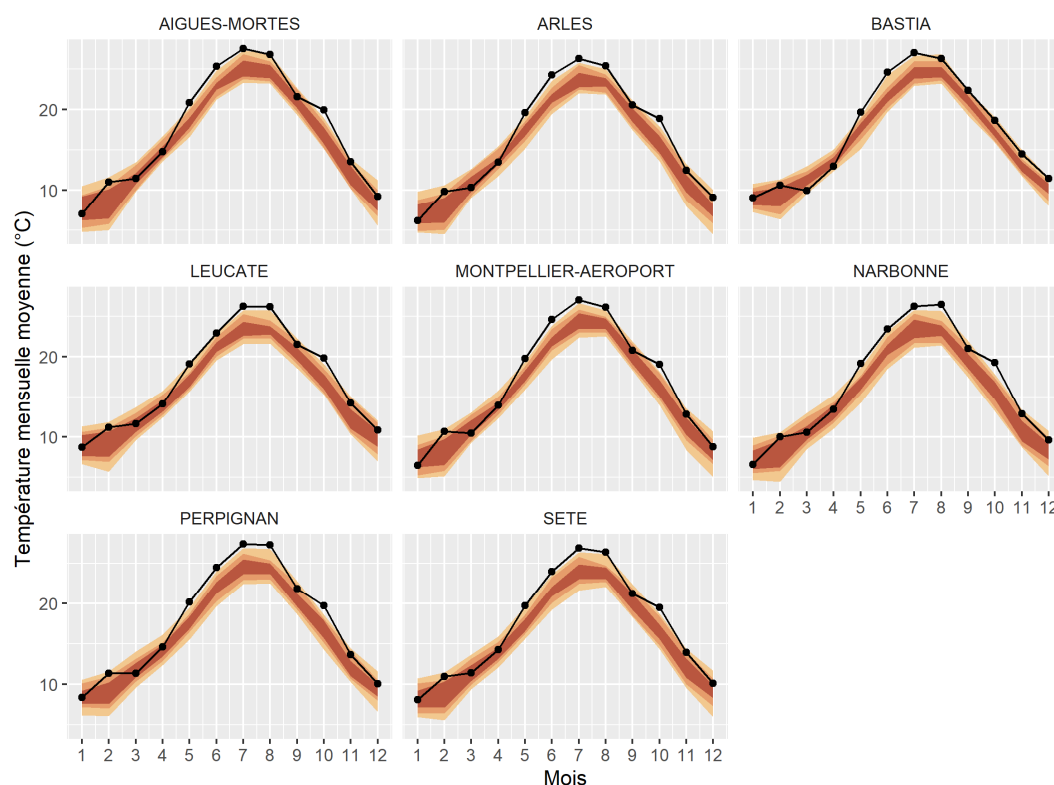 AIGUES-MORTES
ARLES
BASTIA
20
10
LEUCATE
MONTPELLIER-AEROPORT
NARBONNE
20
10
1 2 3 4 5 6 7 8 9 10 11 12
PERPIGNAN
SETE
20
10
1 2 3 4 5 6 7 8 9 10 11 12
1 2 3 4 5 6 7 8 9 10 11 12
Mois
Température mensuelle moyenne (°C)